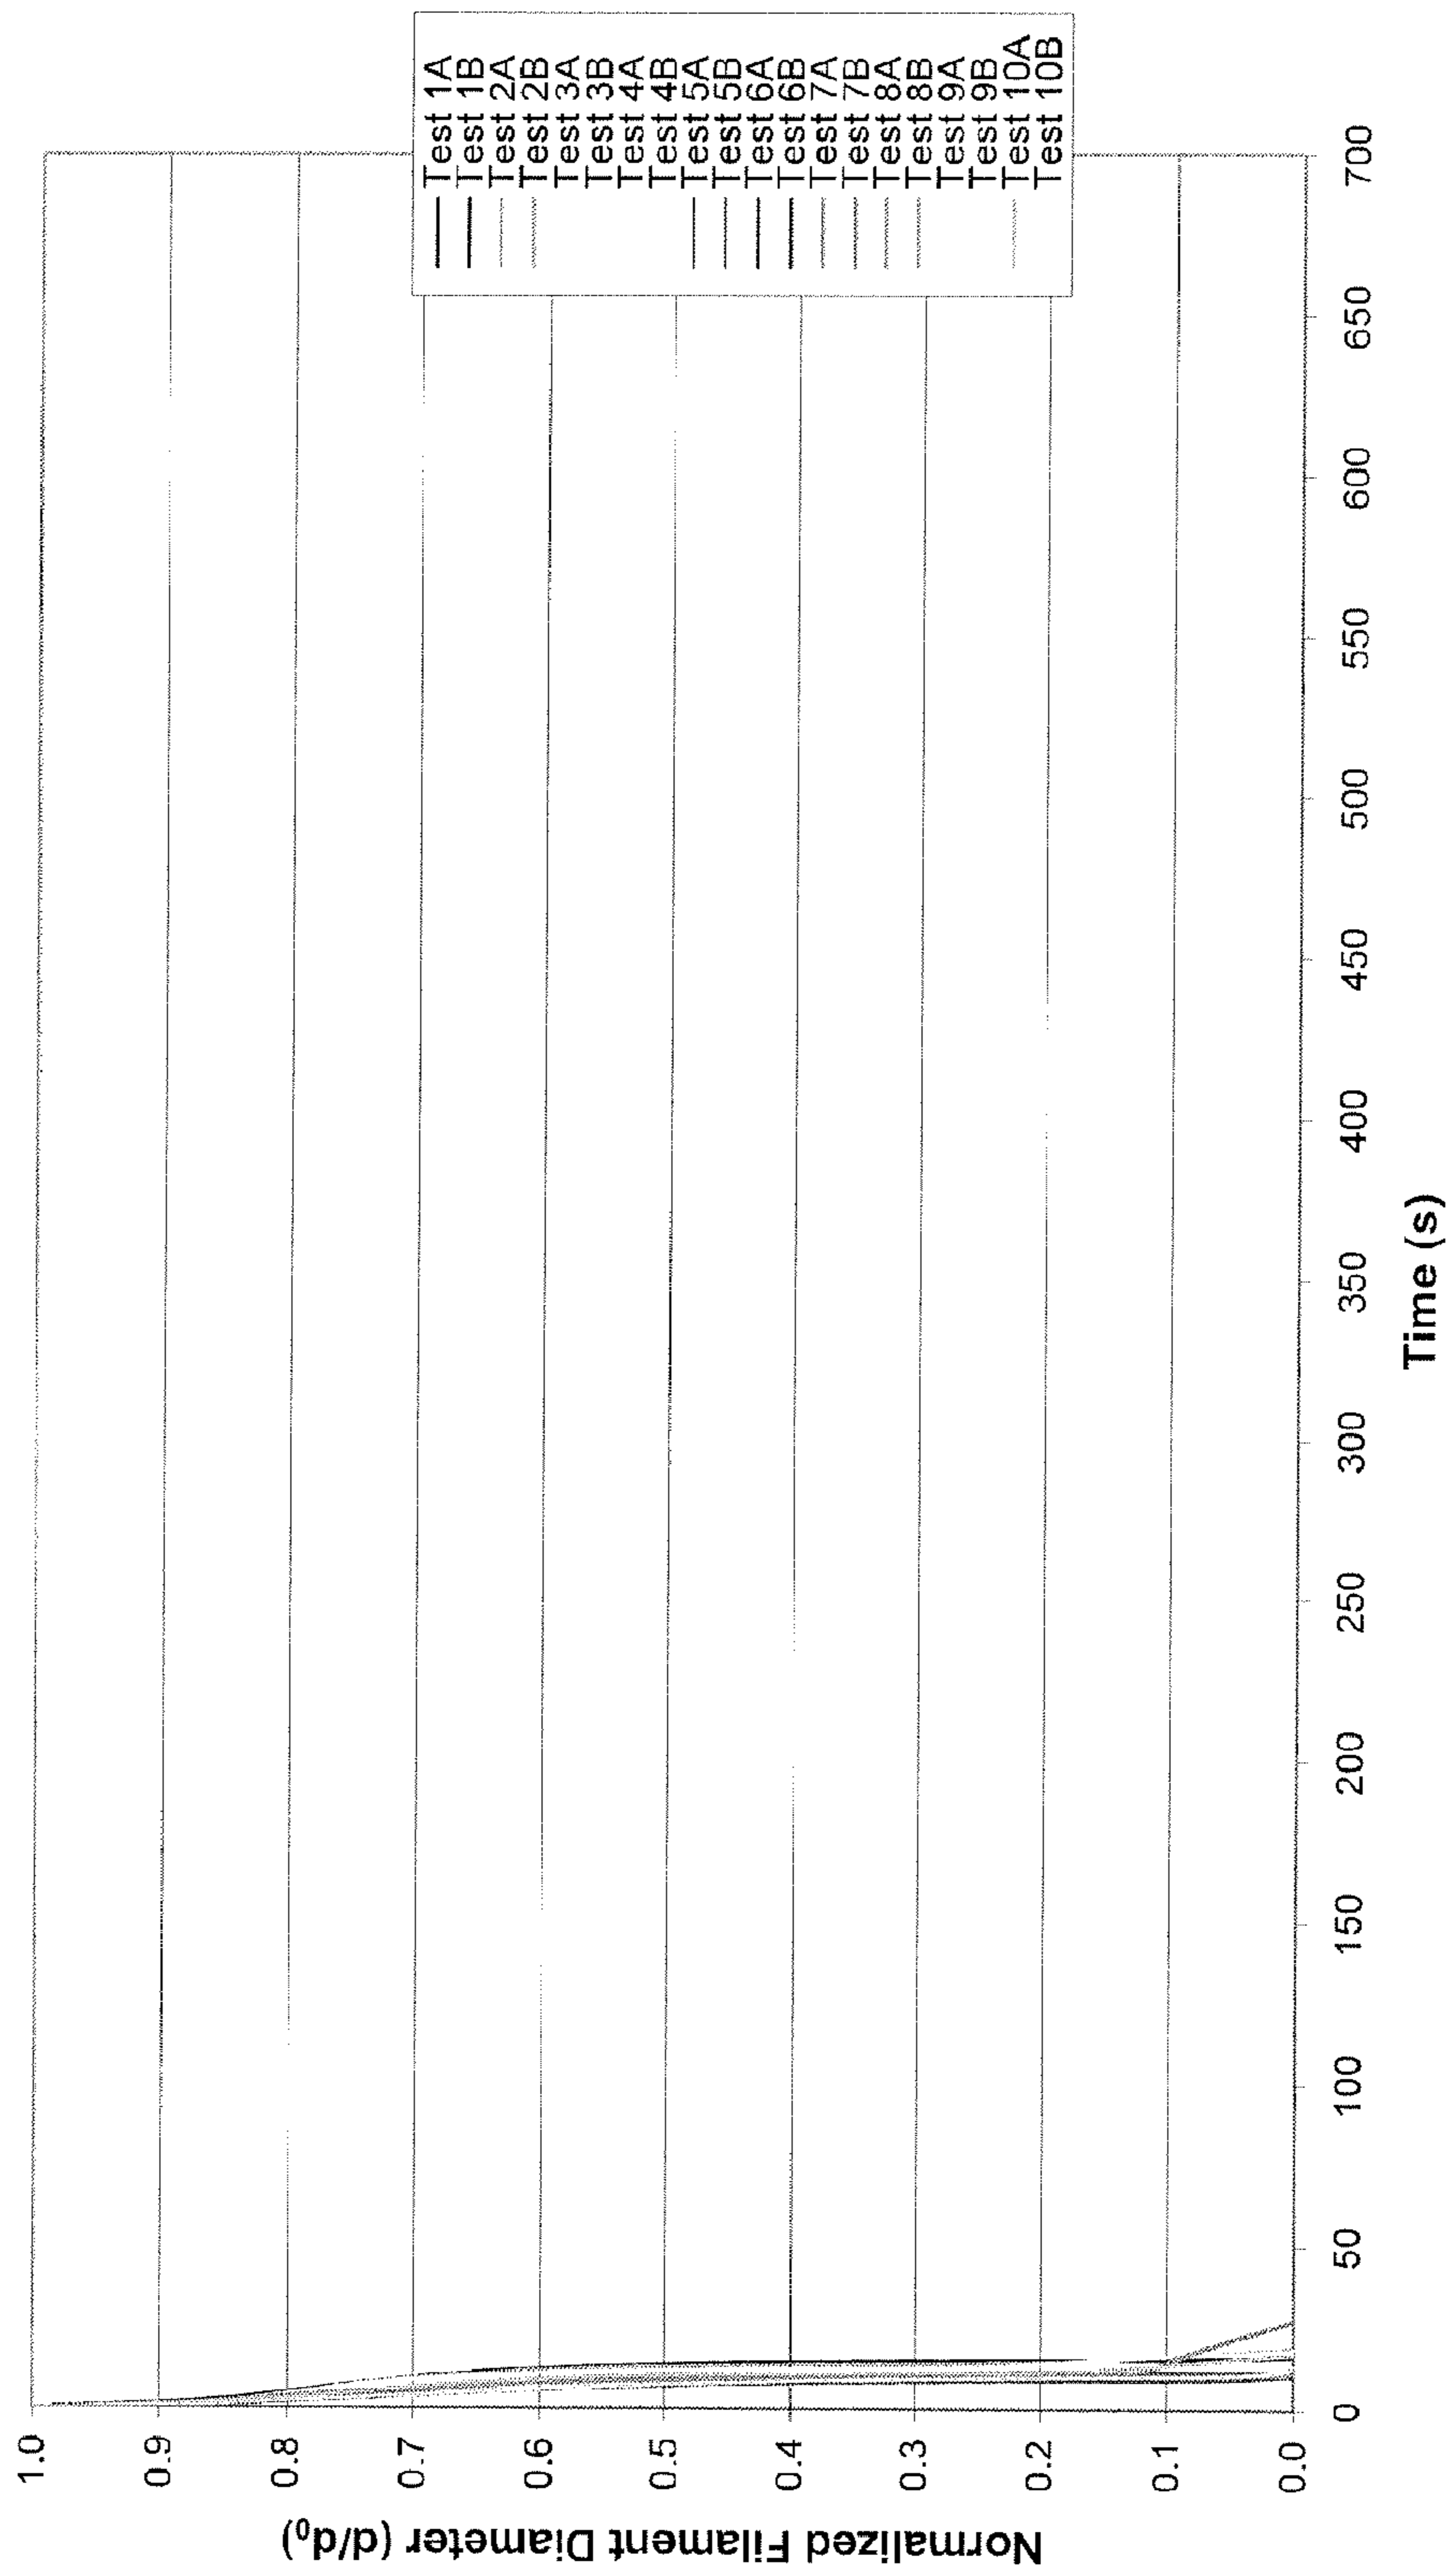 Normalized Filament Diameter (d/d₀)
1.0
0.9
0.8
0.7
0.6
0.5
0.4
0.3
0.2
0.1
0.0
0
50
100
150
200
250
300
350
400
450
500
550
600
650
700
Time (s)
Test 1A
Test 1B
Test 2A
Test 2B
Test 3A
Test 3B
Test 4A
Test 4B
Test 5A
Test 5B
Test 6A
Test 6B
Test 7A
Test 7B
Test 8A
Test 8B
Test 9A
Test 9B
Test 10A
Test 10B